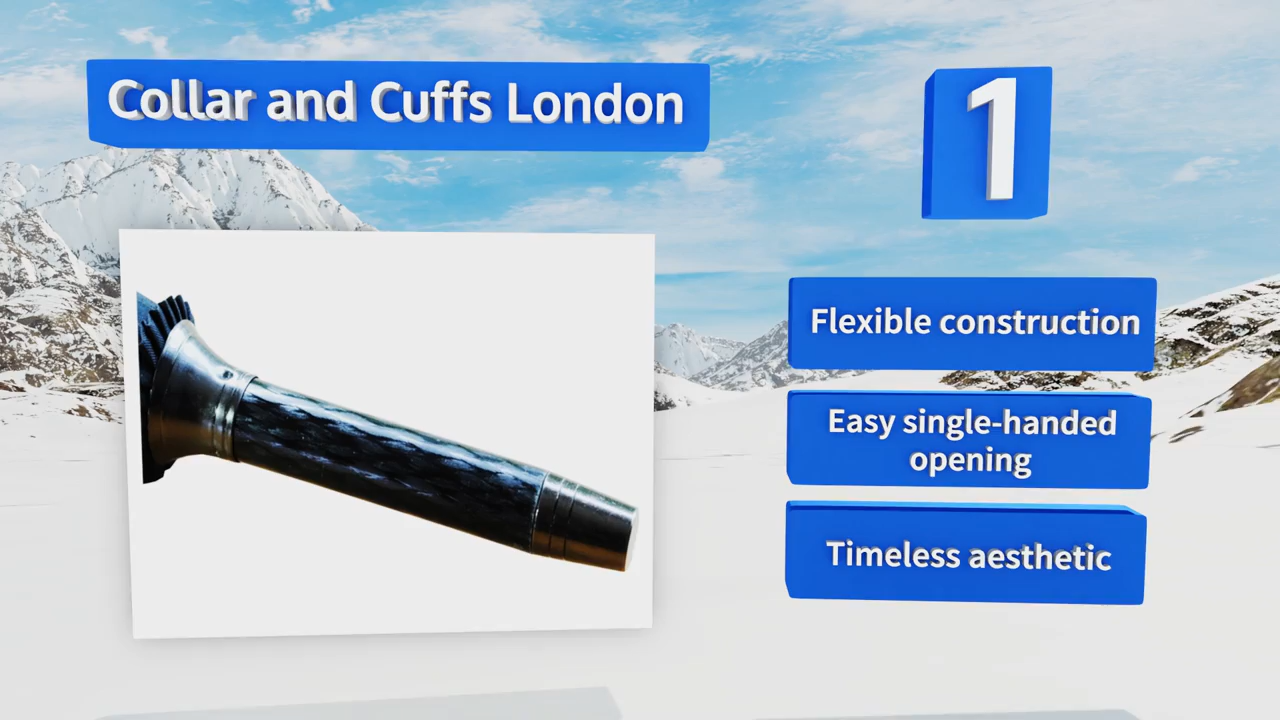 Collar and Cuffs London
1
Flexible construction
Easy single-handed
opening
Timeless aesthetic